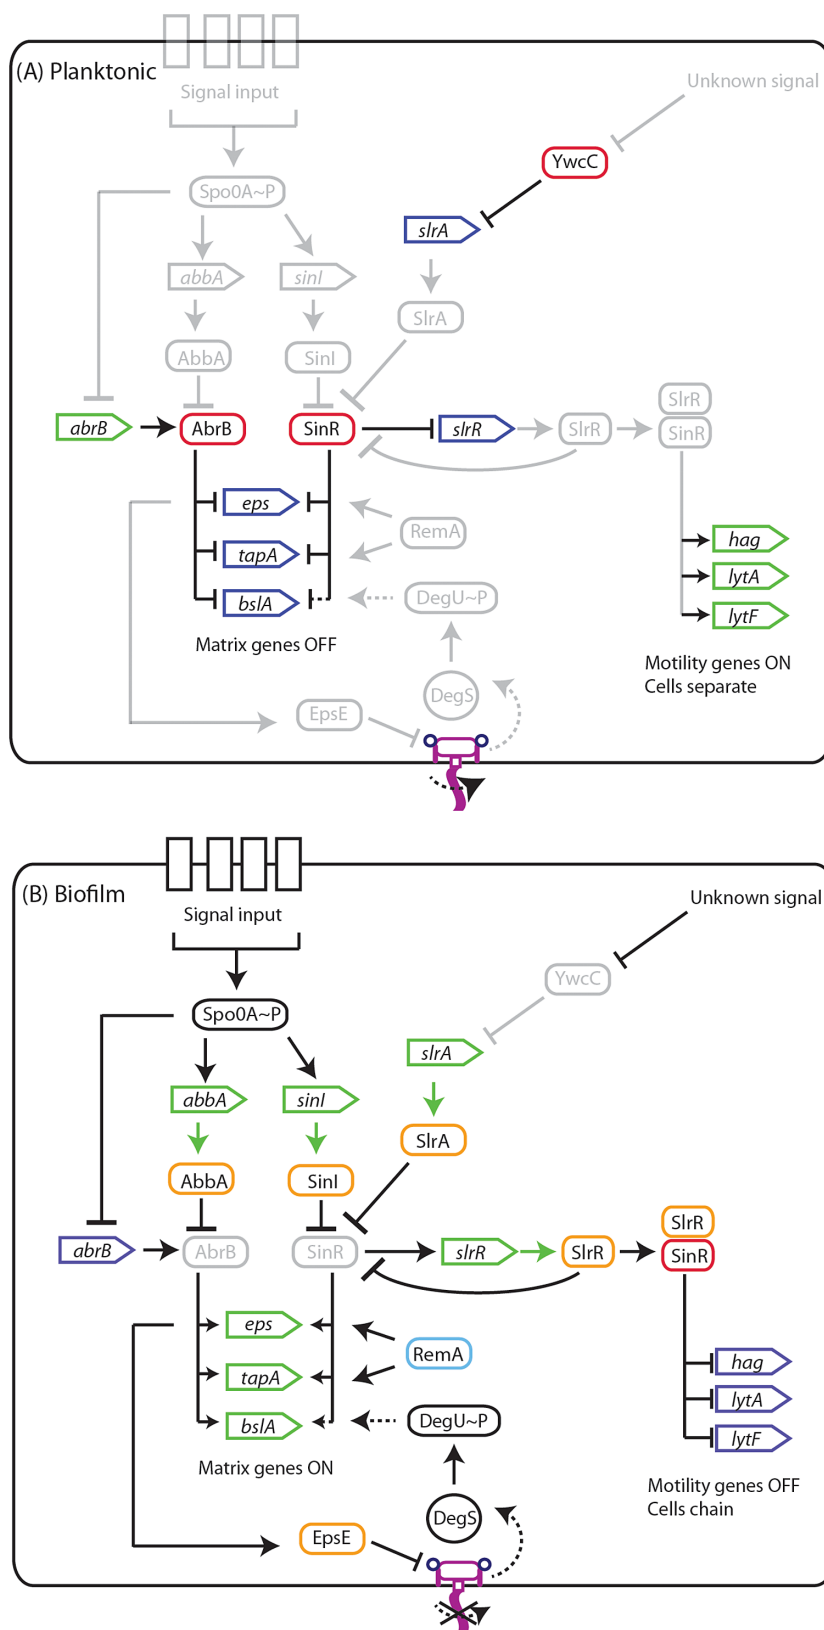 (A) Planktonic
Signal input
Unknown signal
YwcC
Spo0A~P
slrA
abbA
sinI
SlrA
AbbA
SinI
SlrR
abrB
AbrB
SinR
slrR
SlrR
SinR
eps
RemA
hag
tapA
lytA
bslA
DegU~P
lytF
Matrix genes OFF
Motility genes ON
Cells separate
DegS
EpsE
(B) Biofilm
Unknown signal
Signal input
YwcC
Spo0A~P
slrA
abbA
sinI
SlrA
AbbA
SinI
SlrR
abrB
AbrB
SinR
slrR
SlrR
SinR
eps
RemA
hag
tapA
lytA
bslA
DegU~P
lytF
Matrix genes ON
Motility genes OFF
Cells chain
DegS
EpsE